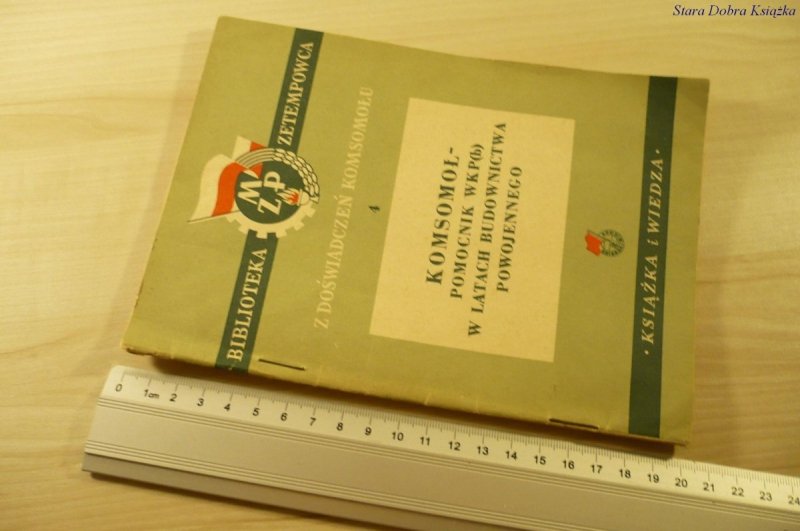 Stara Dobra Książka
· BIBLIOTEKA
ZMP
ZETEMPOWCA
Z DOŚWIADCZEŃ KOMSOMOŁU
4
KOMSOMOŁ-
POMOCNIK WKP(b)
W LATACH BUDOWNICTWA
POWOJENNEGO
· KSIĄŻKA i WIEDZA ·
0 1cm 2 3 4 5 6 7 8 9 10 11 12 13 14 15 16 17 18 19 20 21 22 23 24